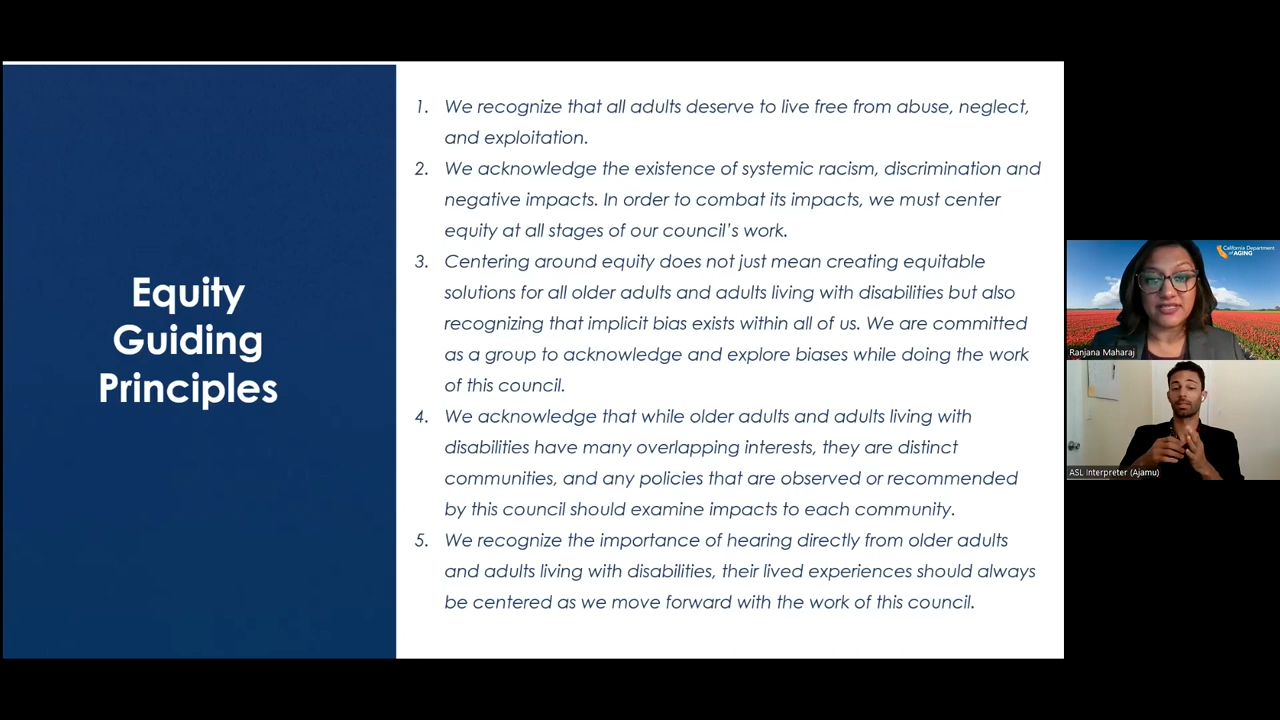 Equity
Guiding
Principles
1. We recognize that all adults deserve to live free from abuse, neglect,
and exploitation.
2. We acknowledge the existence of systemic racism, discrimination and
negative impacts. In order to combat its impacts, we must center
equity at all stages of our council's work.
3. Centering around equity does not just mean creating equitable
solutions for all older adults and adults living with disabilities but also
recognizing that implicit bias exists within all of us. We are committed
as a group to acknowledge and explore biases while doing the work
of this council.
4. We acknowledge that while older adults and adults living with
disabilities have many overlapping interests, they are distinct
communities, and any policies that are observed or recommended
by this council should examine impacts to each community.
5. We recognize the importance of hearing directly from older adults
and adults living with disabilities, their lived experiences should always
be centered as we move forward with the work of this council.
California Department
of AGING
Ranjana Maharaj
ASL Interpreter (Ajamu)